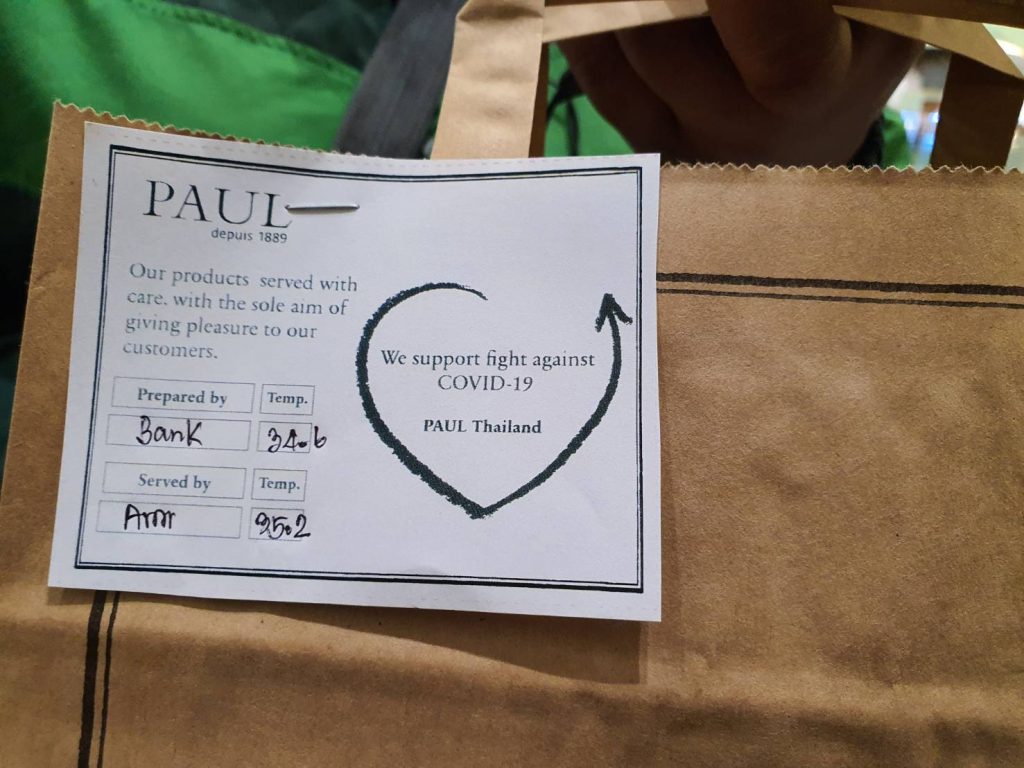 PAUL
depuis 1889
Our products served with
care, with the sole aim of
giving pleasure to our
customers.
Prepared by Temp.
Bank 34.6
Served by Temp.
Arm 35.2
We support fight against
COVID-19
PAUL Thailand